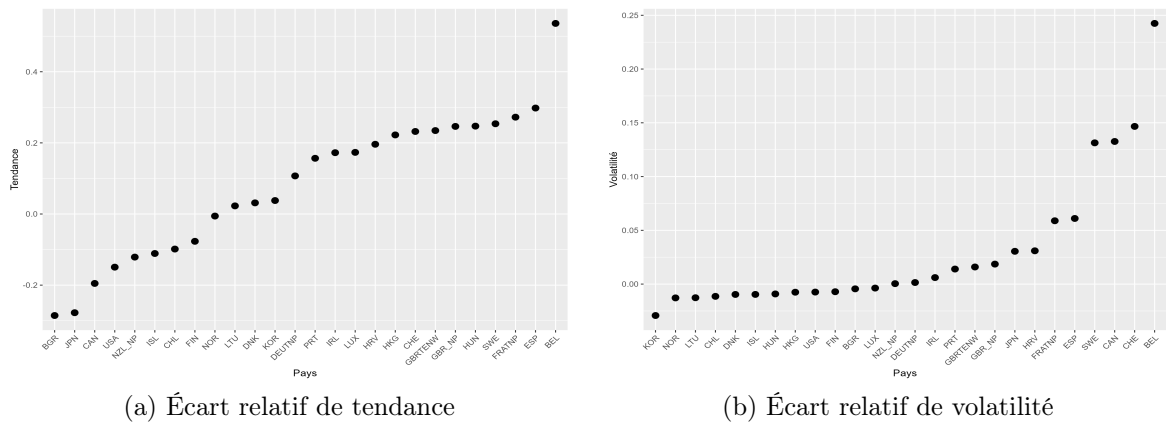 0.4
0.2
0.0
-0.2
Tendance
BGR JPN CAN USA NZL_NP ISL CHL FIN NOR LTU DNK KOR DEUTNP PRT IRL LUX HRV HKG CHE GBRTENW GBR_NP HUN SWE FRATNP ESP BEL
Pays
(a) Écart relatif de tendance
0.25
0.20
0.15
0.10
0.05
0.00
Volatilité
KOR NOR LTU CHL DNK ISL HUN HKG USA FIN BGR LUX NZL_NP DEUTNP IRL PRT GBRTENW GBR_NP JPN HRV FRATNP ESP SWE CAN CHE BEL
Pays
(b) Écart relatif de volatilité